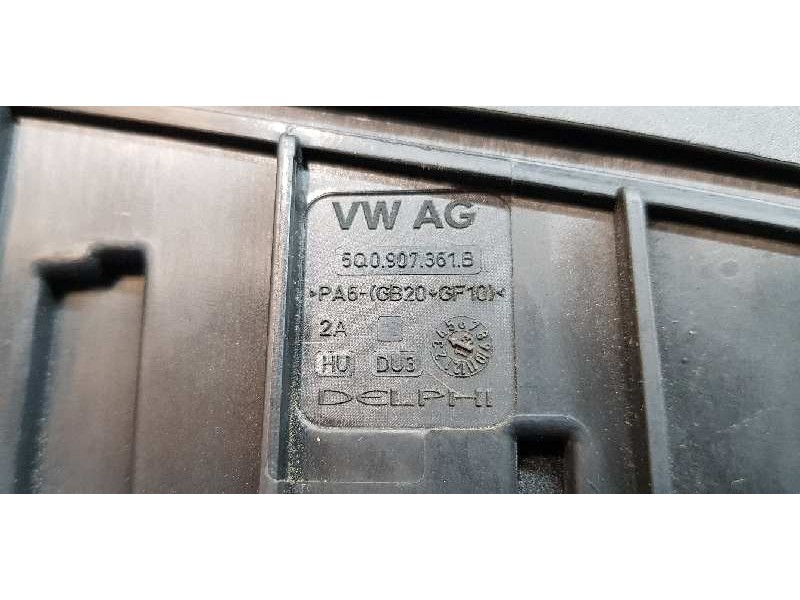 VW AG
5Q0.907.361.B
>PA6-(GB20+GF10)<
2A
HU DU3
DELPHI